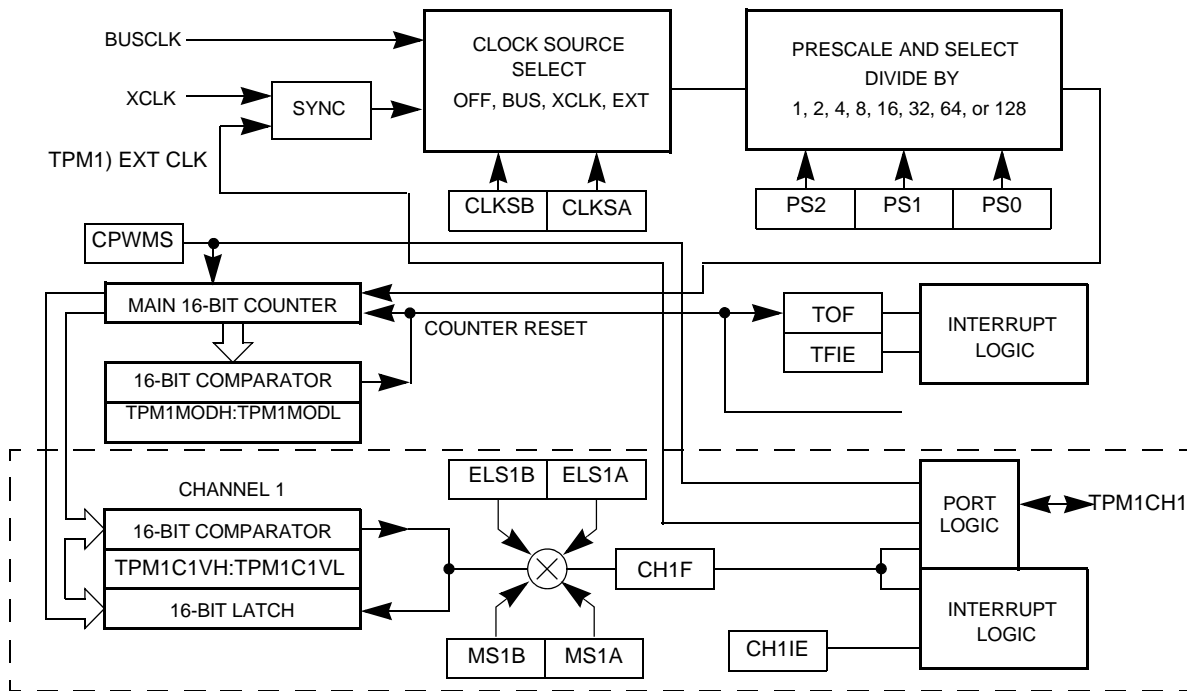 BUSCLK
CLOCK SOURCE
SELECT
OFF, BUS, XCLK, EXT
PRESCALE AND SELECT
DIVIDE BY
1, 2, 4, 8, 16, 32, 64, or 128
XCLK
SYNC
TPM1) EXT CLK
CLKSB
CLKSA
PS2
PS1
PS0
CPWMS
MAIN 16-BIT COUNTER
COUNTER RESET
TOF
TFIE
INTERRUPT
LOGIC
16-BIT COMPARATOR
TPM1MODH:TPM1MODL
CHANNEL 1
ELS1B
ELS1A
16-BIT COMPARATOR
TPM1C1VH:TPM1C1VL
16-BIT LATCH
CH1F
PORT
LOGIC
TPM1CH1
MS1B
MS1A
CH1IE
INTERRUPT
LOGIC